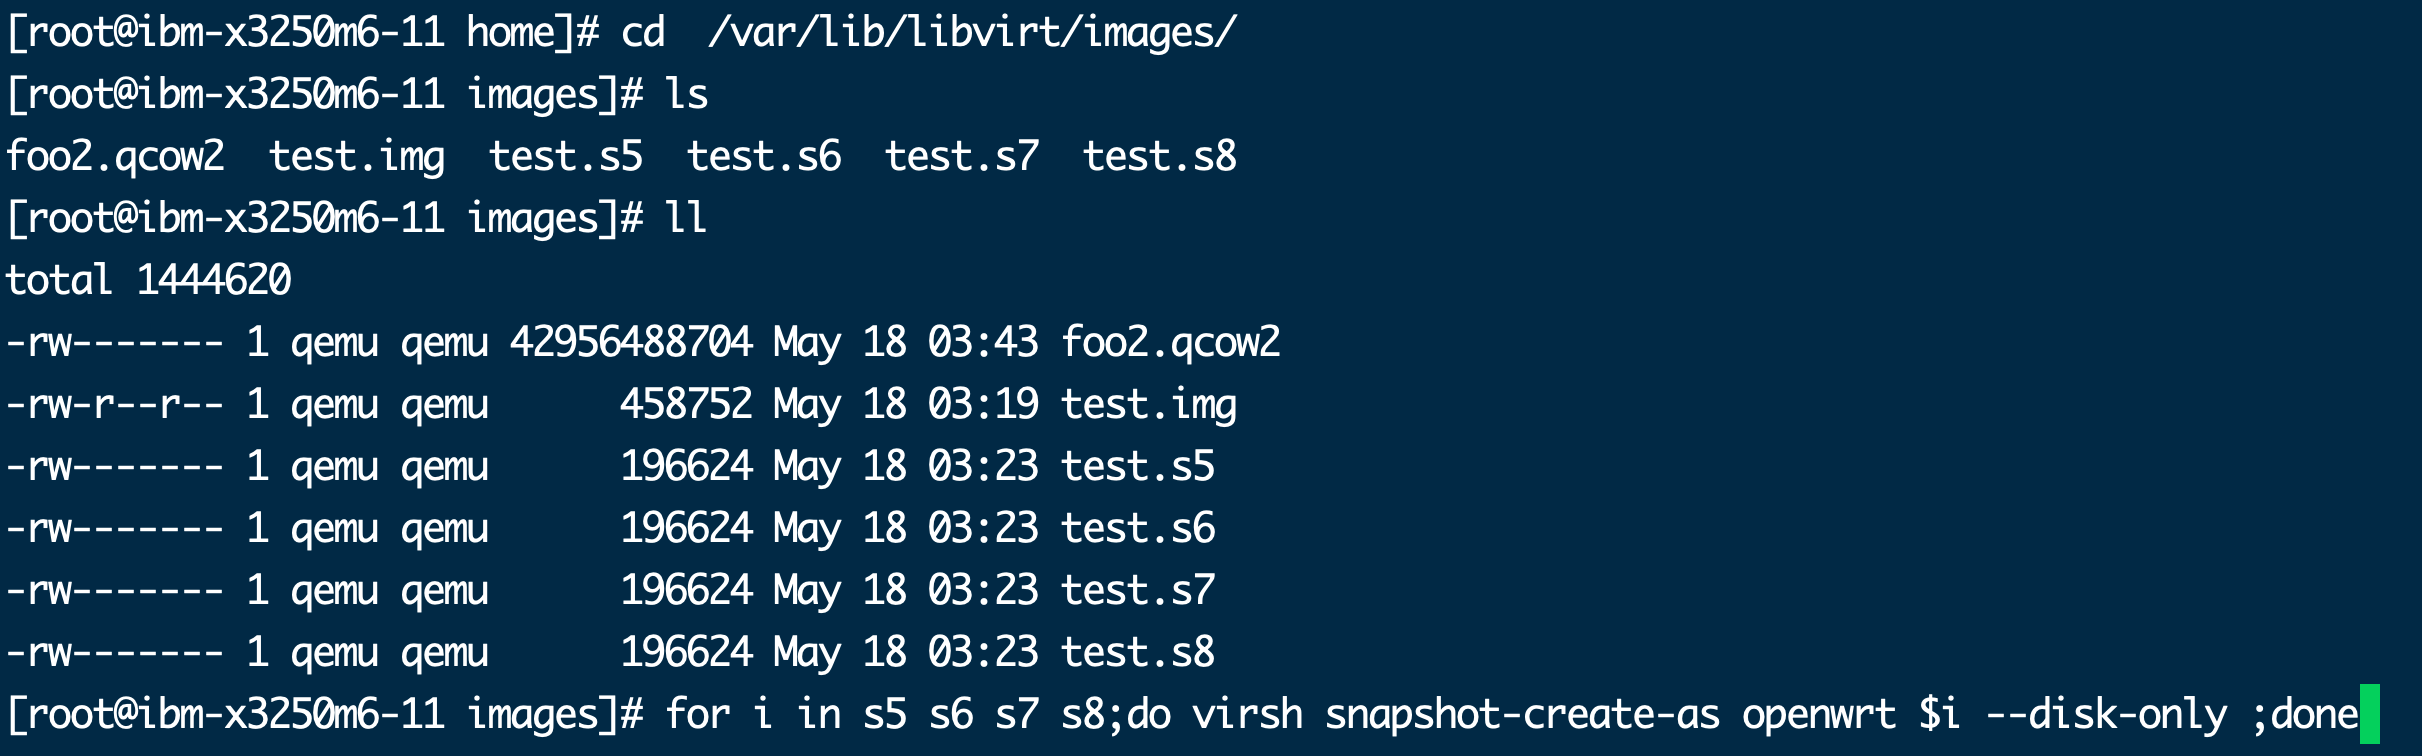 [root@ibm-x3250m6-11 home]# cd  /var/lib/libvirt/images/
[root@ibm-x3250m6-11 images]# ls
foo2.qcow2  test.img  test.s5  test.s6  test.s7  test.s8
[root@ibm-x3250m6-11 images]# ll
total 1444620
-rw------- 1 qemu qemu 42956488704 May 18 03:43 foo2.qcow2
-rw-r--r-- 1 qemu qemu      458752 May 18 03:19 test.img
-rw------- 1 qemu qemu      196624 May 18 03:23 test.s5
-rw------- 1 qemu qemu      196624 May 18 03:23 test.s6
-rw------- 1 qemu qemu      196624 May 18 03:23 test.s7
-rw------- 1 qemu qemu      196624 May 18 03:23 test.s8
[root@ibm-x3250m6-11 images]# for i in s5 s6 s7 s8;do virsh snapshot-create-as openwrt $i --disk-only ;done